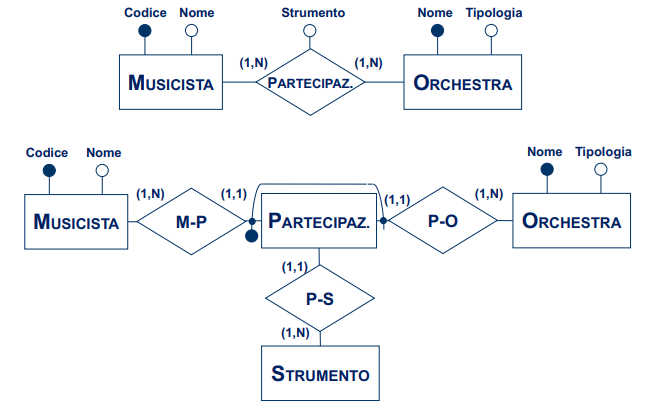 Codice Nome Strumento Nome Tipologia
(1,N) (1,N)
MUSICISTA PARTECIPAZ. ORCHESTRA
Codice Nome Nome Tipologia
(1,N) (1,1) (1,1) (1,N)
MUSICISTA M-P PARTECIPAZ. P-O ORCHESTRA
(1,1)
P-S
(1,N)
STRUMENTO